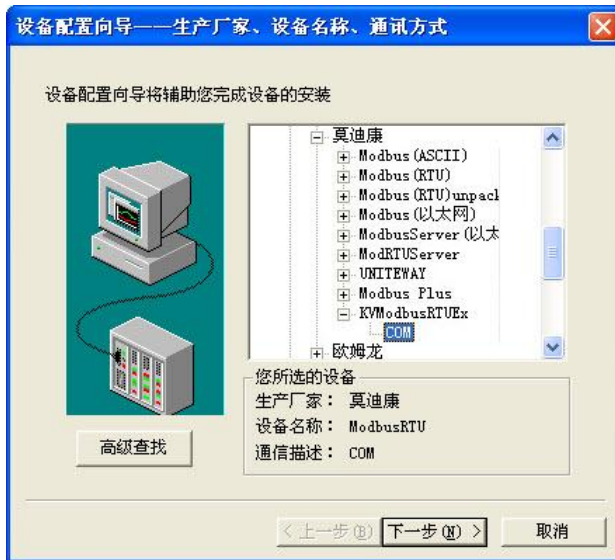 设备配置向导——生产厂家、设备名称、通讯方式
设备配置向导将辅助您完成设备的安装
莫迪康
Modbus(ASCII)
Modbus(RTU)
Modbus(RTU)unpacl
Modbus(以太网)
ModbusServer(以太
ModRTUServer
UNITEWAY
Modbus Plus
KVModbusRTUEx
COM
欧姆龙
您所选的设备
生产厂家： 莫迪康
设备名称： ModbusRTU
通信描述： COM
高级查找
< 上一步(B)
下一步(N) >
取消